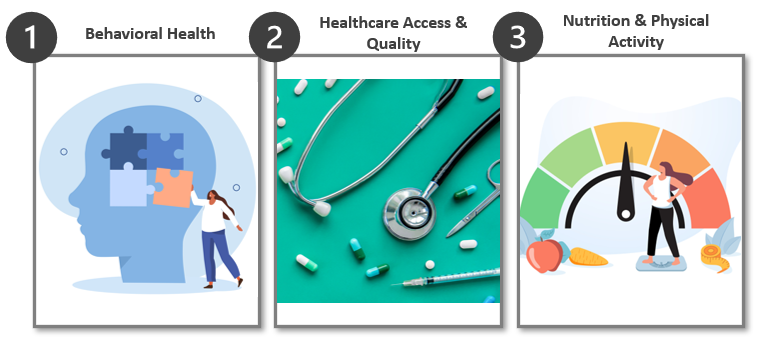 1
Behavioral Health
2
Healthcare Access &
Quality
3
Nutrition & Physical
Activity